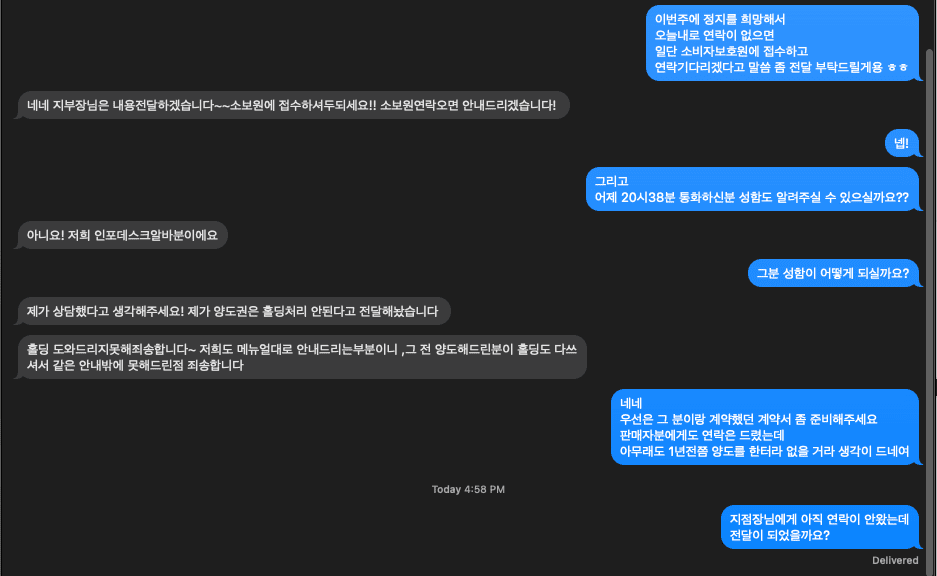 이번주에 정지를 희망해서
오늘내로 연락이 없으면
일단 소비자보호원에 접수하고
연락기다리겠다고 말씀 좀 전달 부탁드릴게용 ㅎㅎ
네네 지부장님은 내용전달하겠습니다~~소보원에 접수하셔두되세요!! 소보원연락오면 안내드리겠습니다!
넵!
그리고
어제 20시38분 통화하신분 성함도 알려주실 수 있으실까요??
아니요! 저희 인포데스크알바분이에요
그분 성함이 어떻게 되실까요?
제가 상담했다고 생각해주세요! 제가 양도권은 홀딩처리 안된다고 전달해놨습니다
홀딩 도와드리지못해죄송합니다~ 저희도 메뉴얼대로 안내드리는부분이니 ,그 전 양도해드린분이 홀딩도 다쓰
셔서 같은 안내밖에 못해드린점 죄송합니다
네네
우선은 그 분이랑 계약했던 계약서 좀 준비해주세요
판매자분에게도 연락은 드렸는데
아무래도 1년전쯤 양도를 한터라 없을 거라 생각이 드네여
Today 4:58 PM
지점장님에게 아직 연락이 안왔는데
전달이 되었을까요?
Delivered